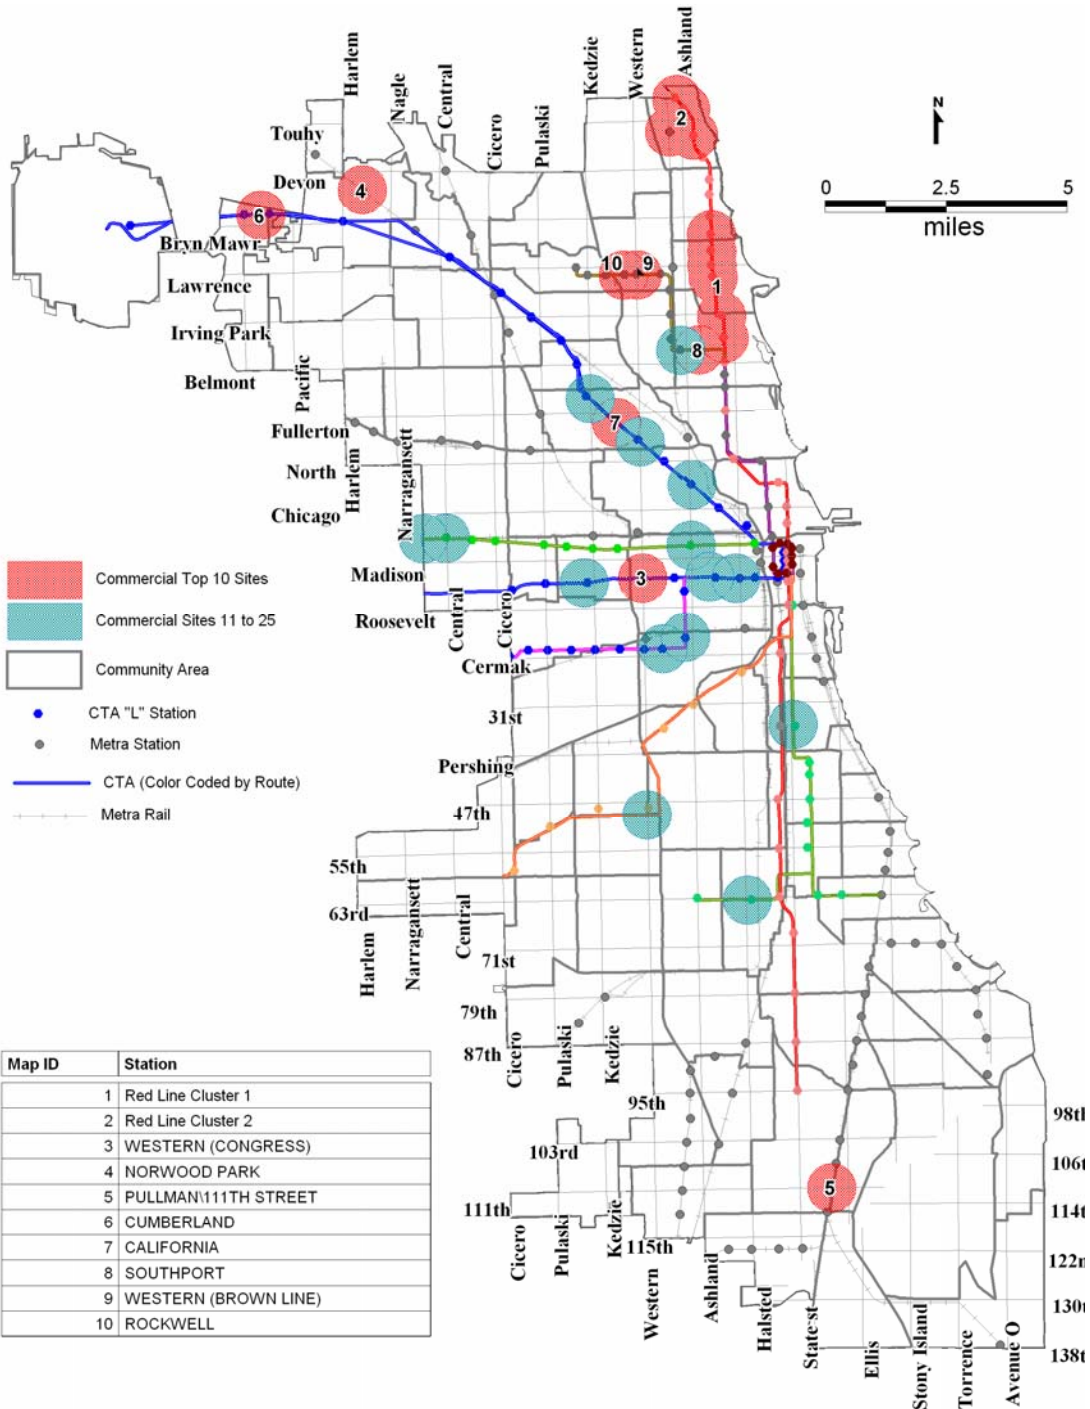 Harlem
Nagle
Central
Cicero
Pulaski
Kedzie
Western
Ashland
N
Touhy
Devon
Bryn Mawr
Lawrence
Irving Park
Belmont
Pacific
Fullerton
North
Harlem
Narragansett
Chicago
Madison
Roosevelt
Central
Cicero
Cermak
31st
Pershing
47th
55th
63rd
Harlem
Narragansett
Central
71st
79th
87th
Cicero
Pulaski
Kedzie
95th
103rd
111th
115th
Cicero
Pulaski
Kedzie
Western
Ashland
Halsted
State st
Ellis
Stony Island
Torrence
Avenue O
98th
106t
114t
122n
130t
138t
0 2.5 5
miles
2
4
6
10 9
1
8
7
3
5
Commercial Top 10 Sites
Commercial Sites 11 to 25
Community Area
CTA "L" Station
Metra Station
CTA (Color Coded by Route)
Metra Rail
Map ID Station
1 Red Line Cluster 1
2 Red Line Cluster 2
3 WESTERN (CONGRESS)
4 NORWOOD PARK
5 PULLMAN\111TH STREET
6 CUMBERLAND
7 CALIFORNIA
8 SOUTHPORT
9 WESTERN (BROWN LINE)
10 ROCKWELL